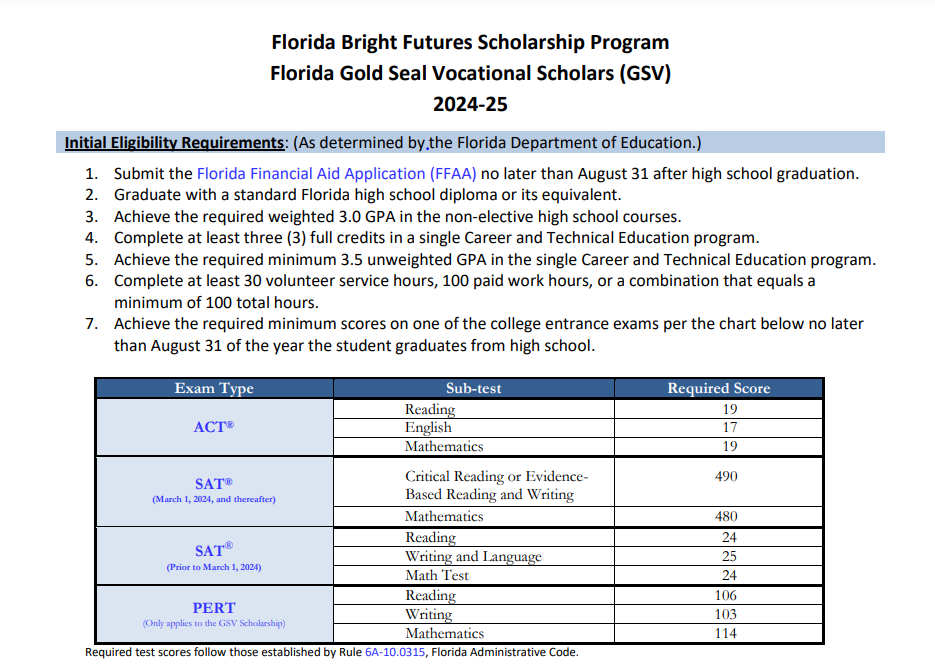 Florida Bright Futures Scholarship Program
Florida Gold Seal Vocational Scholars (GSV)
2024-25
Initial Eligibility Requirements: (As determined by the Florida Department of Education.)
1. Submit the Florida Financial Aid Application (FFAA) no later than August 31 after high school graduation.
2. Graduate with a standard Florida high school diploma or its equivalent.
3. Achieve the required weighted 3.0 GPA in the non-elective high school courses.
4. Complete at least three (3) full credits in a single Career and Technical Education program.
5. Achieve the required minimum 3.5 unweighted GPA in the single Career and Technical Education program.
6. Complete at least 30 volunteer service hours, 100 paid work hours, or a combination that equals a
minimum of 100 total hours.
7. Achieve the required minimum scores on one of the college entrance exams per the chart below no later
than August 31 of the year the student graduates from high school.
Exam Type Sub-test Required Score
ACT®
Reading 19
English 17
Mathematics 19
SAT®
(March 1, 2024, and thereafter)
Critical Reading or Evidence-
Based Reading and Writing 490
Mathematics 480
SAT®
(Prior to March 1, 2024)
Reading 24
Writing and Language 25
Math Test 24
PERT
(Only applies to the GSV Scholarship)
Reading 106
Writing 103
Mathematics 114
Required test scores follow those established by Rule 6A-10.0315, Florida Administrative Code.